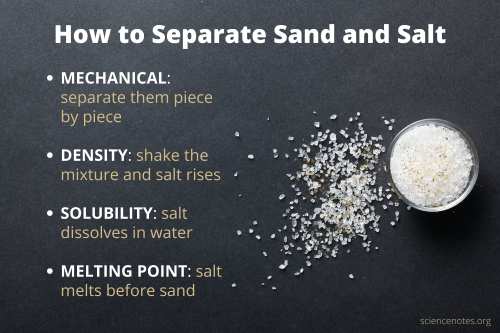 How to Separate Sand and Salt
• MECHANICAL:
separate them piece
by piece
• DENSITY: shake the
mixture and salt rises
• SOLUBILITY: salt
dissolves in water
• MELTING POINT: salt
melts before sand
sciencenotes.org